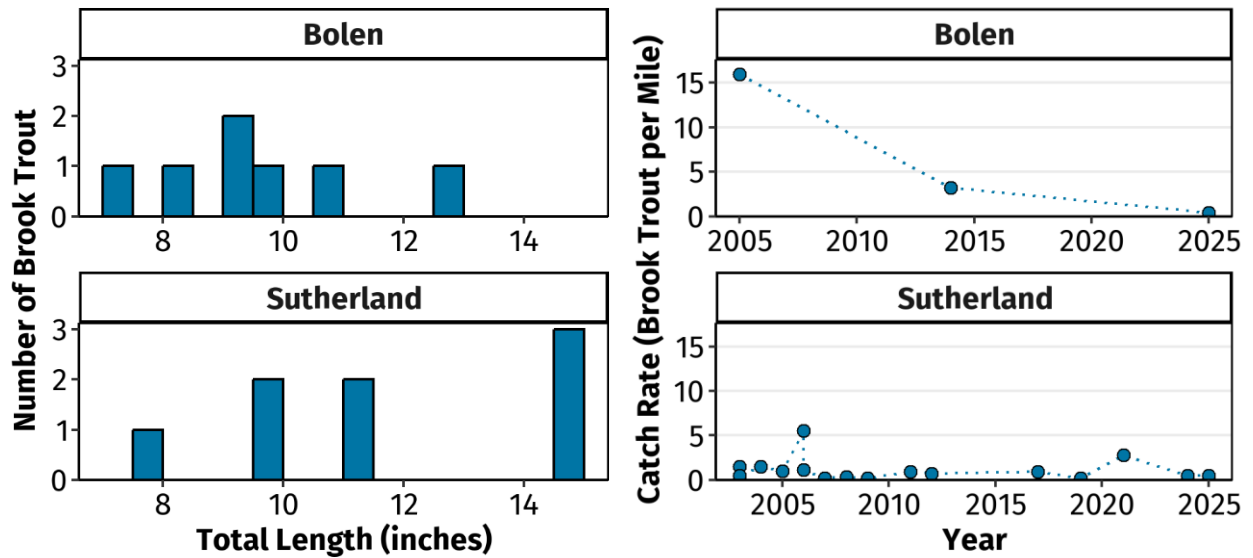 Bolen
Number of Brook Trout
3
2
1
0
8 10 12 14
Sutherland
3
2
1
0
8 10 12 14
Total Length (inches)
Bolen
Catch Rate (Brook Trout per Mile)
15
10
5
0
2005 2010 2015 2020 2025
Sutherland
15
10
5
0
2005 2010 2015 2020 2025
Year